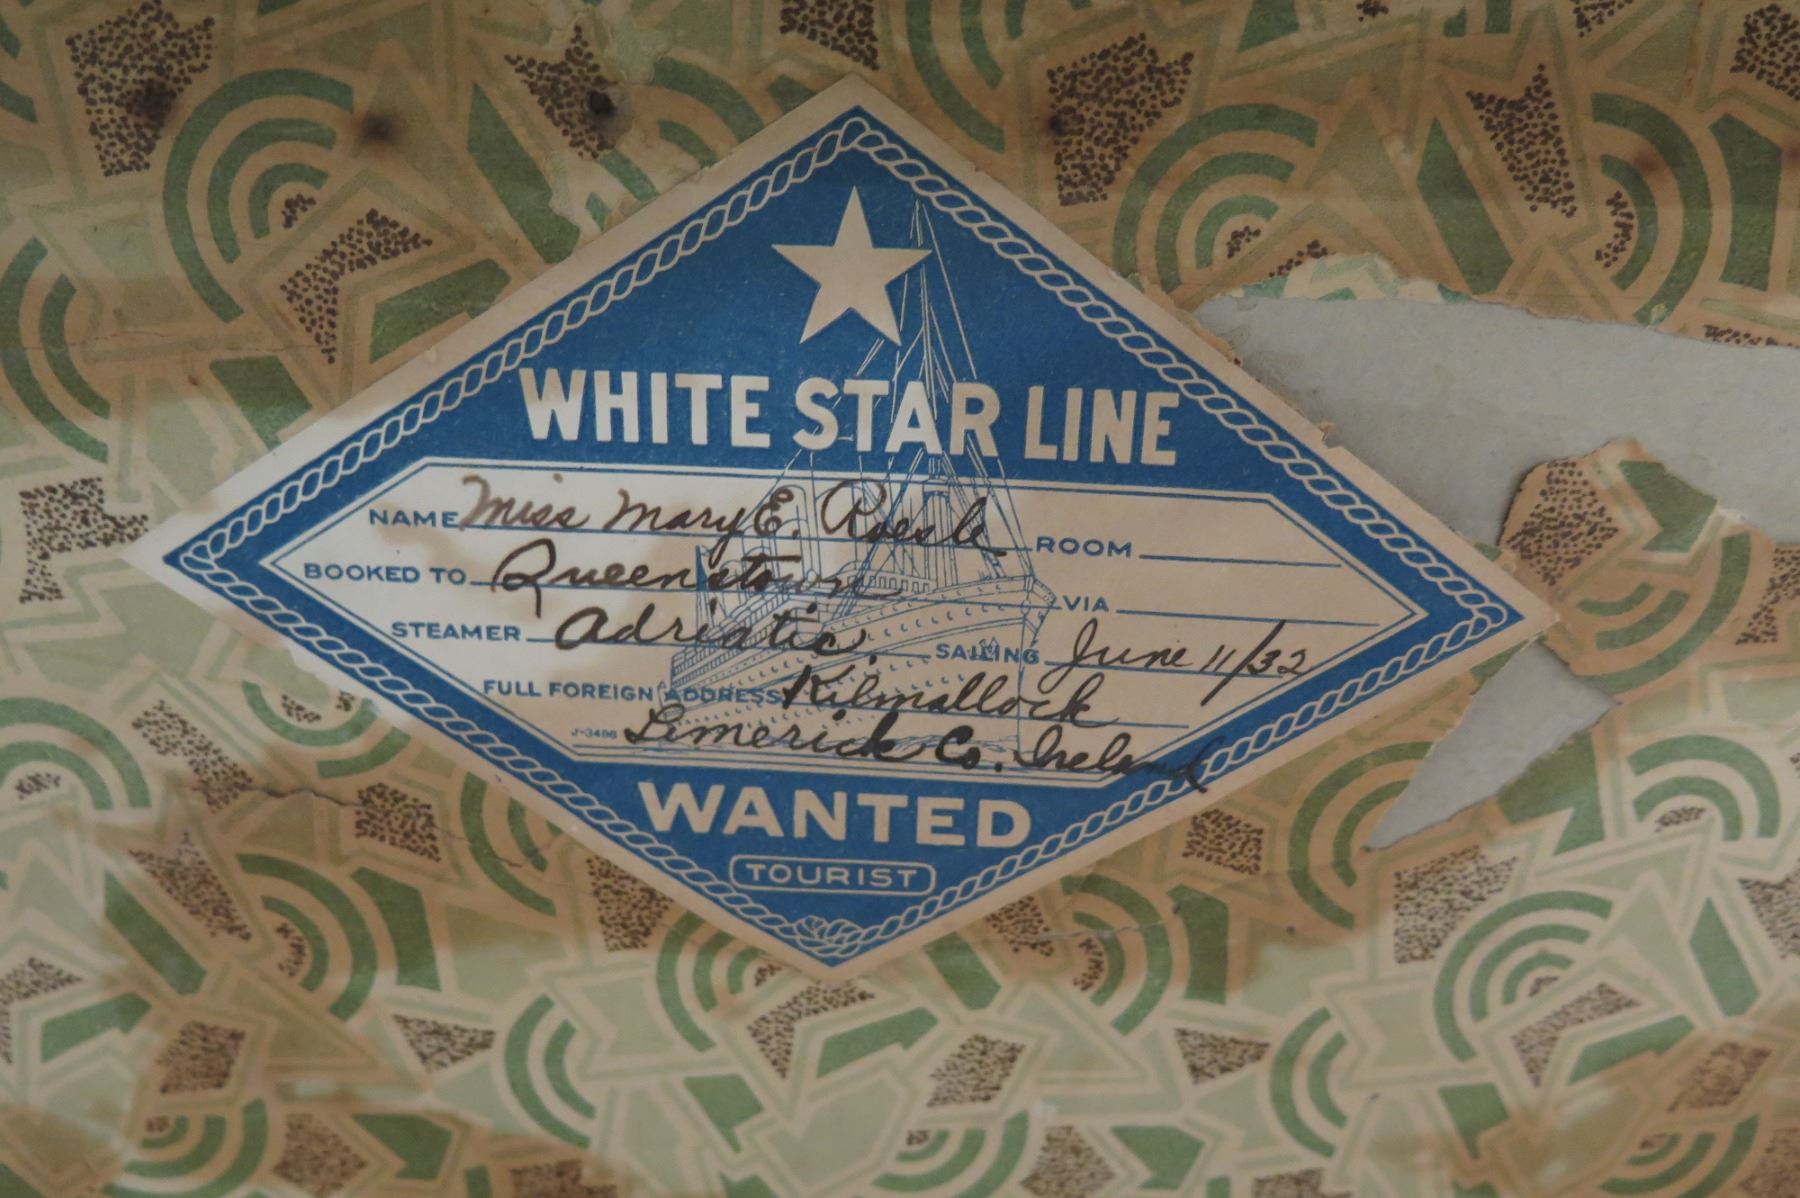 WHITE STAR LINE
NAME Miss Mary E. Roesle ROOM
BOOKED TO Queenstown VIA
STEAMER Adriatic. SAILING June 11/32
FULL FOREIGN ADDRESS Kilmallock
J-3486 Limerick Co. Ireland
WANTED
TOURIST